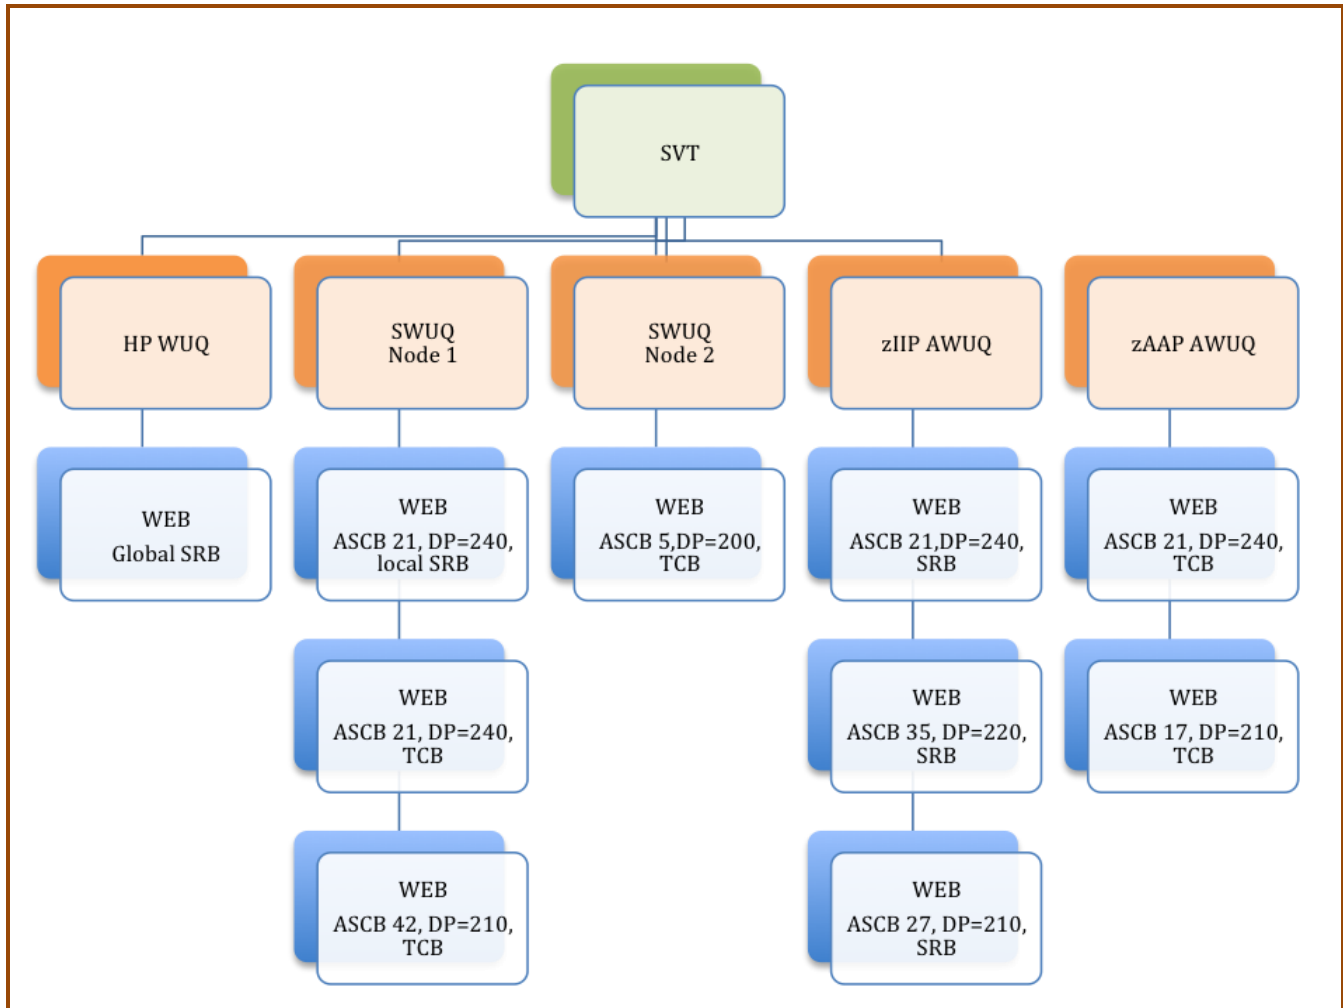 SVT
HP WUQ
SWUQ
Node 1
SWUQ
Node 2
zIIP AWUQ
zAAP AWUQ
WEB
Global SRB
WEB
ASCB 21, DP=240,
local SRB
WEB
ASCB 5,DP=200,
TCB
WEB
ASCB 21,DP=240,
SRB
WEB
ASCB 21, DP=240,
TCB
WEB
ASCB 21, DP=240,
TCB
WEB
ASCB 35, DP=220,
SRB
WEB
ASCB 17, DP=210,
TCB
WEB
ASCB 42, DP=210,
TCB
WEB
ASCB 27, DP=210,
SRB